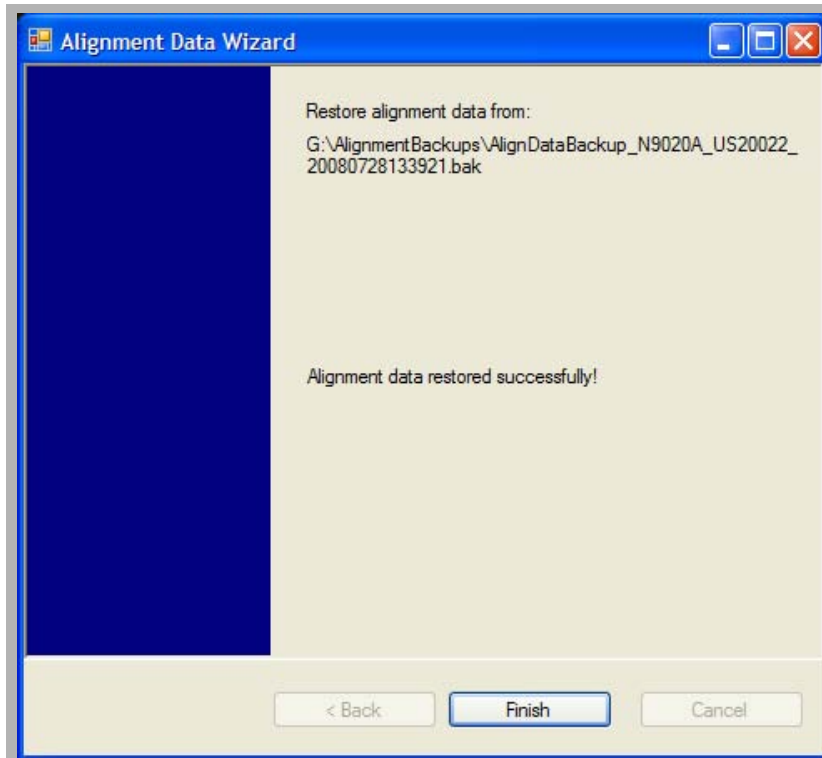 Alignment Data Wizard
Restore alignment data from:
G:\AlignmentBackups\AlignDataBackup_N9020A_US20022_
20080728133921.bak
Alignment data restored successfully!
< Back
Finish
Cancel